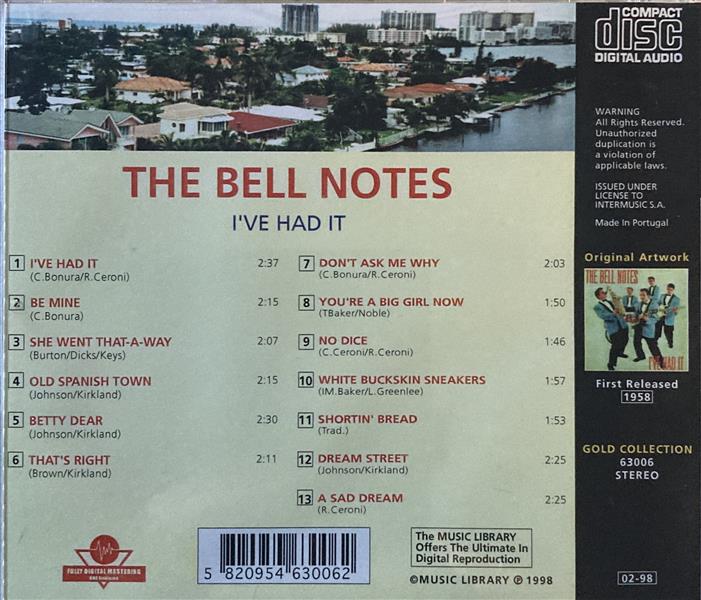 COMPACT
disc
DIGITAL AUDIO
WARNING
All Rights Reserved.
Unauthorized
duplication is
a violation of
applicable laws.
ISSUED UNDER
LICENSE TO
INTERMUSIC S.A.
Made In Portugal
THE BELL NOTES
I'VE HAD IT
1 I'VE HAD IT 2:37
(C.Bonura/R.Ceroni)
2 BE MINE 2:15
(C.Bonura)
3 SHE WENT THAT-A-WAY 2:07
(Burton/Dicks/Keys)
4 OLD SPANISH TOWN 2:15
(Johnson/Kirkland)
5 BETTY DEAR 2:30
(Johnson/Kirkland)
6 THAT'S RIGHT 2:11
(Brown/Kirkland)
7 DON'T ASK ME WHY 2:03
(C.Bonura/R.Ceroni)
8 YOU'RE A BIG GIRL NOW 1:50
(TBaker/Noble)
9 NO DICE 1:46
(C.Ceroni/R.Ceroni)
10 WHITE BUCKSKIN SNEAKERS 1:57
(IM.Baker/L.Greenlee)
11 SHORTIN' BREAD 1:53
(Trad.)
12 DREAM STREET 2:25
(Johnson/Kirkland)
13 A SAD DREAM 2:25
(R.Ceroni)
Original Artwork
THE BELL NOTES
I'VE HAD IT
First Released
1958
GOLD COLLECTION
63006
STEREO
02-98
FULLY DIGITAL MASTERING
5 820954 630062
The MUSIC LIBRARY
Offers The Ultimate In
Digital Reproduction
©MUSIC LIBRARY ℗ 1998